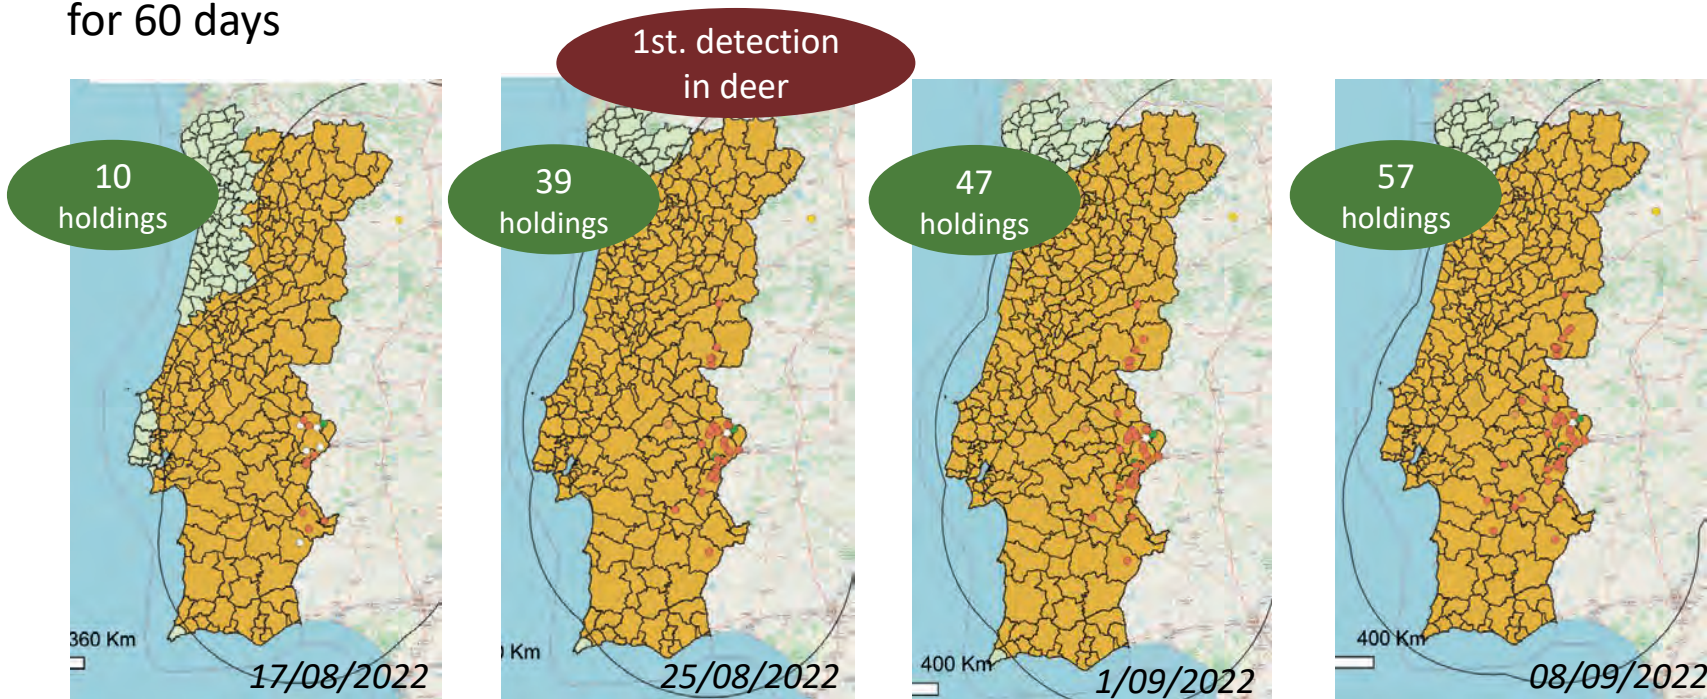 for 60 days
1st. detection
in deer
10
holdings
39
holdings
47
holdings
57
holdings
360 Km
17/08/2022
Km
25/08/2022
400 Km
1/09/2022
400 Km
08/09/2022